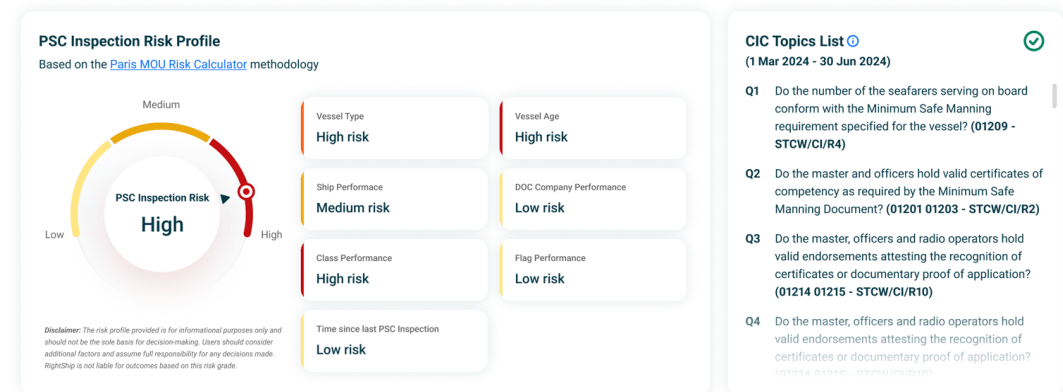 PSC Inspection Risk Profile
Based on the Paris MOU Risk Calculator methodology
Medium
PSC Inspection Risk
High
Low
High
Disclaimer: The risk profile provided is for informational purposes only and
should not be the sole basis for decision-making. Users should consider
additional factors and assume full responsibility for any decisions made.
RightShip is not liable for outcomes based on this risk grade.
Vessel Type
High risk
Vessel Age
High risk
Ship Performace
Medium risk
DOC Company Performance
Low risk
Class Performance
High risk
Flag Performance
Low risk
Time since last PSC Inspection
Low risk
CIC Topics List
(1 Mar 2024 - 30 Jun 2024)
Q1 Do the number of the seafarers serving on board
conform with the Minimum Safe Manning
requirement specified for the vessel? (01209 -
STCW/CI/R4)
Q2 Do the master and officers hold valid certificates of
competency as required by the Minimum Safe
Manning Document? (01201 01203 - STCW/CI/R2)
Q3 Do the master, officers and radio operators hold
valid endorsements attesting the recognition of
certificates or documentary proof of application?
(01214 01215 - STCW/CI/R10)
Q4 Do the master, officers and radio operators hold
valid endorsements attesting the recognition of
certificates or documentary proof of application?
(01214 01215 - STCW/CI/R10)